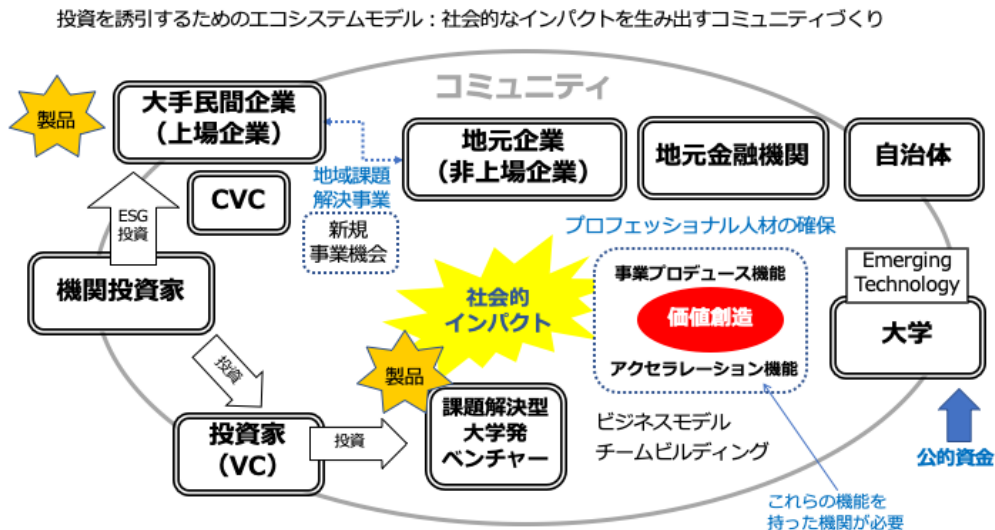 投資を誘引するためのエコシステムモデル：社会的なインパクトを生み出すコミュニティづくり
コミュニティ
製品
大手民間企業
（上場企業）
CVC
地域課題
解決事業
新規
事業機会
地元企業
（非上場企業）
地元金融機関
自治体
ESG
投資
機関投資家
プロフェッショナル人材の確保
事業プロデュース機能
価値創造
アクセラレーション機能
Emerging
Technology
大学
社会的
インパクト
製品
投資
投資家
（VC）
投資
課題解決型
大学発
ベンチャー
ビジネスモデル
チームビルディング
公的資金
これらの機能を
持った機関が必要